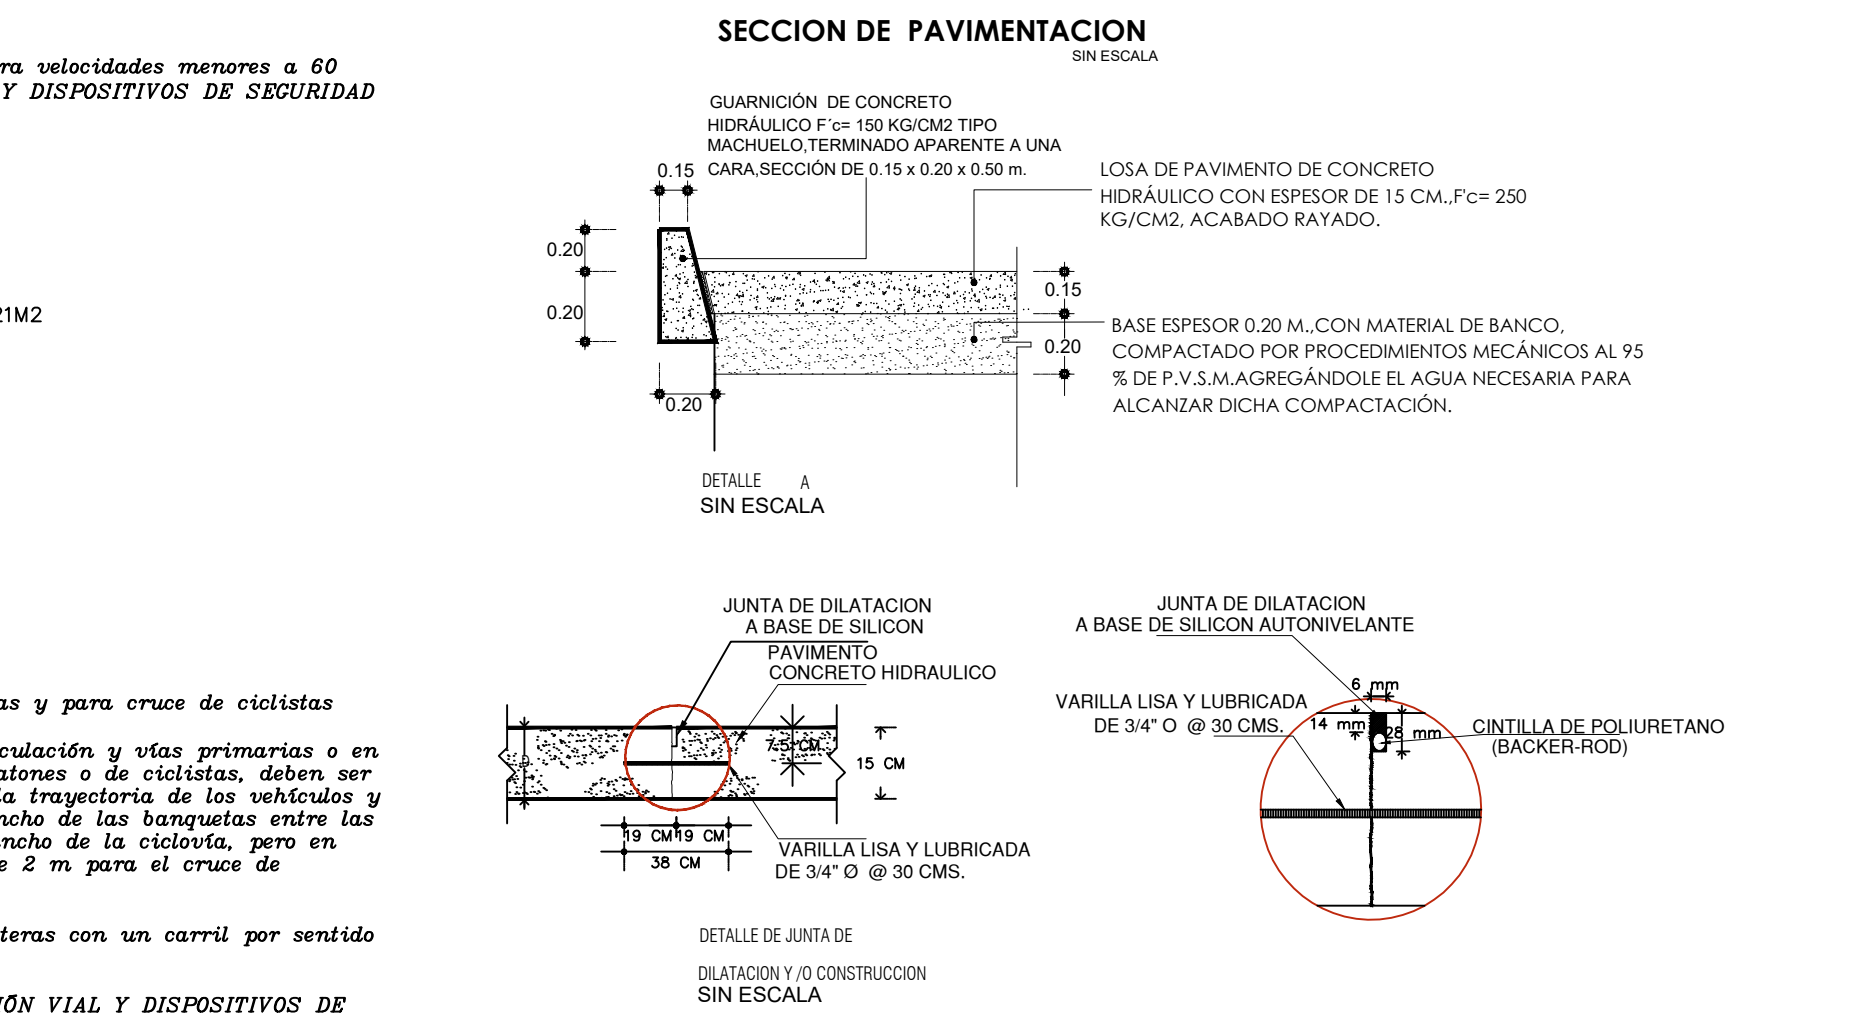 SECCION DE PAVIMENTACION
SIN ESCALA
ra velocidades menores a 60
Y DISPOSITIVOS DE SEGURIDAD
21M2
as y para cruce de ciclistas
culación y vías primarias o en
atones o de ciclistas, deben ser
la trayectoria de los vehículos y
ncho de las banquetas entre las
ncho de la ciclovía, pero en
e 2 m para el cruce de
teras con un carril por sentido
IÓN VIAL Y DISPOSITIVOS DE
GUARNICIÓN DE CONCRETO
HIDRÁULICO F´c= 150 KG/CM2 TIPO
MACHUELO,TERMINADO APARENTE A UNA
CARA,SECCIÓN DE 0.15 x 0.20 x 0.50 m.
0.15
0.20
0.20
0.20
LOSA DE PAVIMENTO DE CONCRETO
HIDRÁULICO CON ESPESOR DE 15 CM.,F'c= 250
KG/CM2, ACABADO RAYADO.
0.15
0.20
BASE ESPESOR 0.20 M.,CON MATERIAL DE BANCO,
COMPACTADO POR PROCEDIMIENTOS MECÁNICOS AL 95
% DE P.V.S.M.AGREGÁNDOLE EL AGUA NECESARIA PARA
ALCANZAR DICHA COMPACTACIÓN.
DETALLE A
SIN ESCALA
JUNTA DE DILATACION
A BASE DE SILICON
PAVIMENTO
CONCRETO HIDRAULICO
7.5 CM
15 CM
19 CM 19 CM
38 CM
VARILLA LISA Y LUBRICADA
DE 3/4" Ø @ 30 CMS.
DETALLE DE JUNTA DE
DILATACION Y /O CONSTRUCCION
SIN ESCALA
JUNTA DE DILATACION
A BASE DE SILICON AUTONIVELANTE
6 mm
VARILLA LISA Y LUBRICADA
DE 3/4" O @ 30 CMS.
14 mm
28 mm
CINTILLA DE POLIURETANO
(BACKER-ROD)